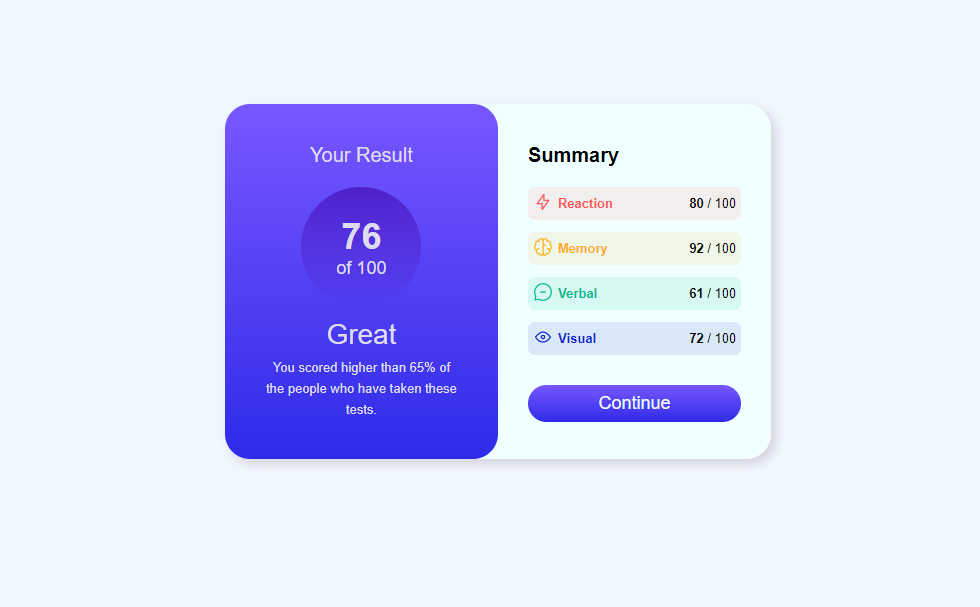 Your Result
76
of 100
Great
You scored higher than 65% of
the people who have taken these
tests.
Summary
Reaction 80 / 100
Memory 92 / 100
Verbal 61 / 100
Visual 72 / 100
Continue